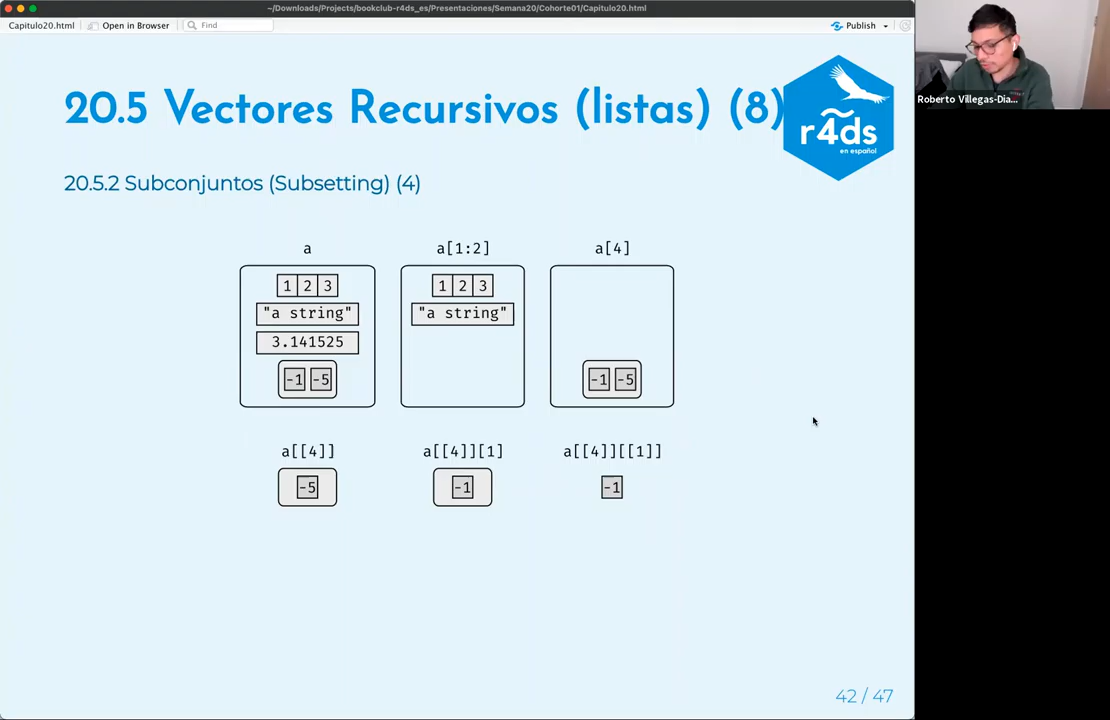 ~/Downloads/Projects/bookclub-r4ds_es/Presentaciones/Semana20/Cohorte01/Capitulo20.html
Capitulo20.html
Open in Browser
Find
Publish
20.5 Vectores Recursivos (listas) (8)
r4ds
en español
Roberto Villegas-Dia...
20.5.2 Subconjuntos (Subsetting) (4)
a a[1:2] a[4]
1 2 3 1 2 3
"a string" "a string"
3.141525
-1 -5 -1 -5
a[[4]] a[[4]][1] a[[4]][[1]]
-5 -1 -1
42 / 47